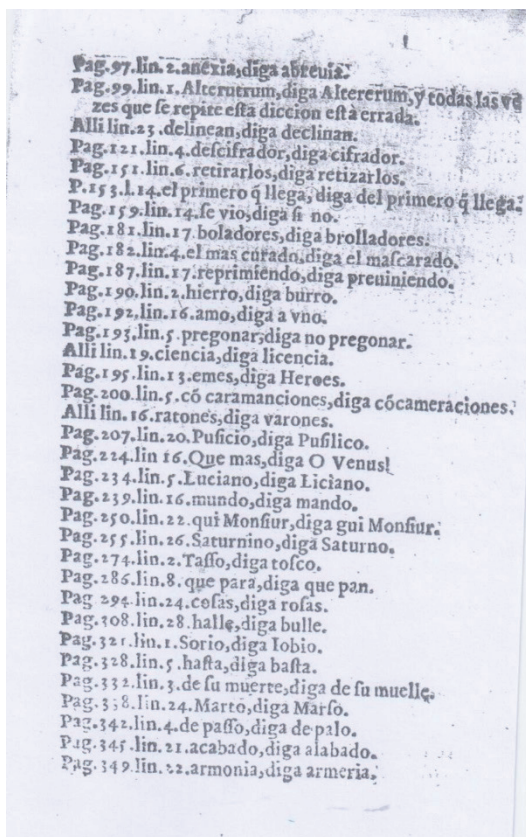 Pag.97.lin.2.anexia,diga abreuia.
Pag.99.lin.1.Alterutrum,diga Altererum,y todas las ve
zes que se repite esta diccion está errada.
Alli lin.23.delinean,diga declinan.
Pag.121.lin.4.descifrador,diga cifrador.
Pag.151.lin.6.retirarlos,diga retizarlos.
P.153.l.14.el primero q̃ llega, diga del primero q̃ llega.
Pag.159.lin.14.se vio,diga si no.
Pag.181.lin.17.boladores,diga brolladores.
Pag.182.lin.4.el mas curado,diga el mascarado.
Pag.187.lin.17.reprimiendo,diga preuiniendo.
Pag.190.lin.2.hierro,diga burro.
Pag.192.lin.16.amo,diga a vno.
Pag.193.lin.5.pregonar,diga no pregonar.
Alli lin.19.ciencia,diga licencia.
Pag.195.lin.13.emes,diga Heroes.
Pag.200.lin.5.cõ caramanciones,diga cõcameraciones.
Alli lin.16.ratones,diga varones.
Pag.207.lin.20.Puficio,diga Pusilico.
Pag.224.lin 16.Que mas,diga O Venus!
Pag.234.lin.5.Luciano,diga Liciano.
Pag.239.lin.16.mundo,diga mando.
Pag.250.lin.22.qui Monsiur,diga gui Monsiur.
Pag.255.lin.26.Saturnino,diga Saturno.
Pag.274.lin.2.Tasso,diga tosco.
Pag.286.lin.8.que para,diga que pan.
Pag 294.lin.24.cosas,diga rosas.
Pag.308.lin.28.halle,diga bulle.
Pag.321.lin.1.Sorio,diga Iobio.
Pag.328.lin.5.hasta,diga basta.
Pag.332.lin.3.de su muerte,diga de su muelle.
Pag.338.lin.24.Marto,diga Marso.
Pag.342.lin.4.de passo,diga de palo.
Pag.345.lin.21.acabado,diga alabado.
Pag.349.lin.22.armonia,diga armeria.